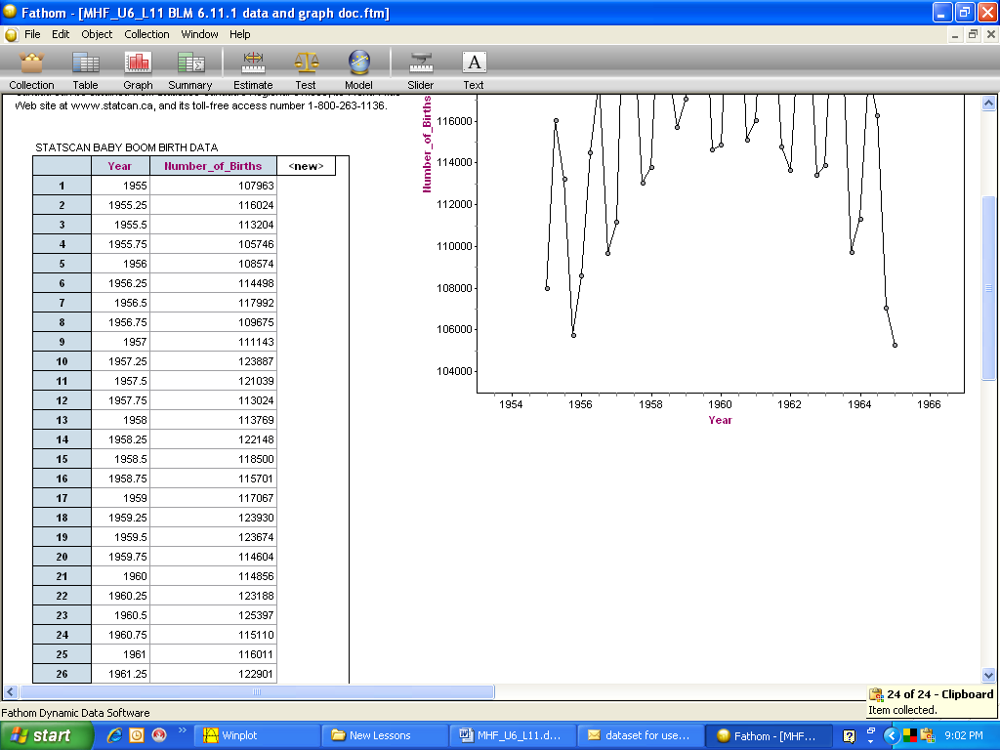 Fathom - [MHF_U6_L11 BLM 6.11.1 data and graph doc.ftm]
File Edit Object Collection Window Help
Collection Table Graph Summary Estimate Test Model Slider Text
Web site at www.statcan.ca, and its toll-free access number 1-800-263-1136.
STATSCAN BABY BOOM BIRTH DATA
Year Number_of_Births <new>
1 1955 107963
2 1955.25 116024
3 1955.5 113204
4 1955.75 105746
5 1956 108574
6 1956.25 114498
7 1956.5 117992
8 1956.75 109675
9 1957 111143
10 1957.25 123887
11 1957.5 121039
12 1957.75 113024
13 1958 113769
14 1958.25 122148
15 1958.5 118500
16 1958.75 115701
17 1959 117067
18 1959.25 123930
19 1959.5 123674
20 1959.75 114604
21 1960 114856
22 1960.25 123188
23 1960.5 125397
24 1960.75 115110
25 1961 116011
26 1961.25 122901
Number_of_Births
116000
114000
112000
110000
108000
106000
104000
1954 1956 1958 1960 1962 1964 1966
Year
24 of 24 - Clipboard
Item collected.
Fathom Dynamic Data Software
start
Winplot
New Lessons
MHF_U6_L11.d...
dataset for use...
Fathom - [MHF...
9:02 PM